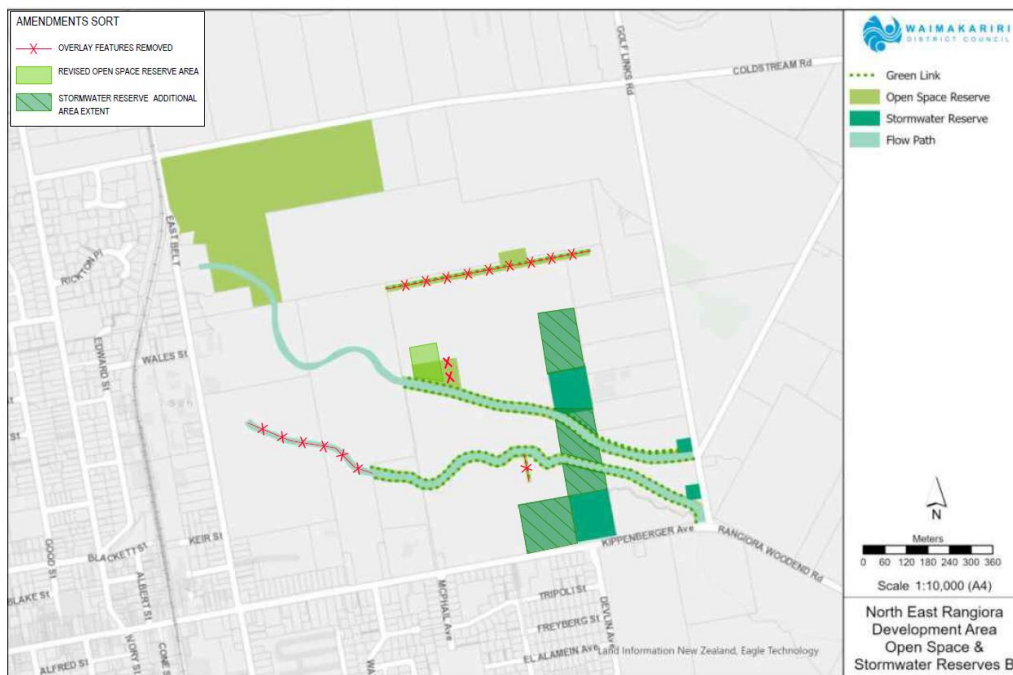 AMENDMENTS SORT
OVERLAY FEATURES REMOVED
REVISED OPEN SPACE RESERVE AREA
STORMWATER RESERVE ADDITIONAL
AREA EXTENT
WAIMAKARIRI
DISTRICT COUNCIL
Green Link
Open Space Reserve
Stormwater Reserve
Flow Path
GOLF LINKS RD
COLDSTREAM Rd
EAST BELT
RICKTON Pl
EDWARD ST
WALES St
GOOD St
BLACKETT St
KEIR St
BLAKE St
ALBERT St
NDRY St
CONE S
ALFRED St
MCPHAIL Ave
WA
KIPPENBERGER Ave
RANGIORA WOODEND Rd
TRIPOLI St
FREYBERG St
DEVLIN Av
EL ALAMEIN Ave
Land Information New Zealand, Eagle Technology
N
Meters
0 60 120 180 240 300 360
Scale 1:10,000 (A4)
North East Rangiora
Development Area
Open Space &
Stormwater Reserves B